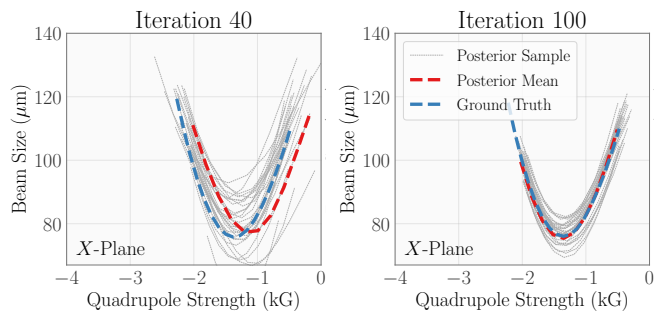 Iteration 40
Iteration 100
140
120
100
80
Beam Size (μm)
X-Plane
−4 −3 −2 −1 0
Quadrupole Strength (kG)
140
120
100
80
Beam Size (μm)
Posterior Sample
Posterior Mean
Ground Truth
X-Plane
−4 −3 −2 −1 0
Quadrupole Strength (kG)